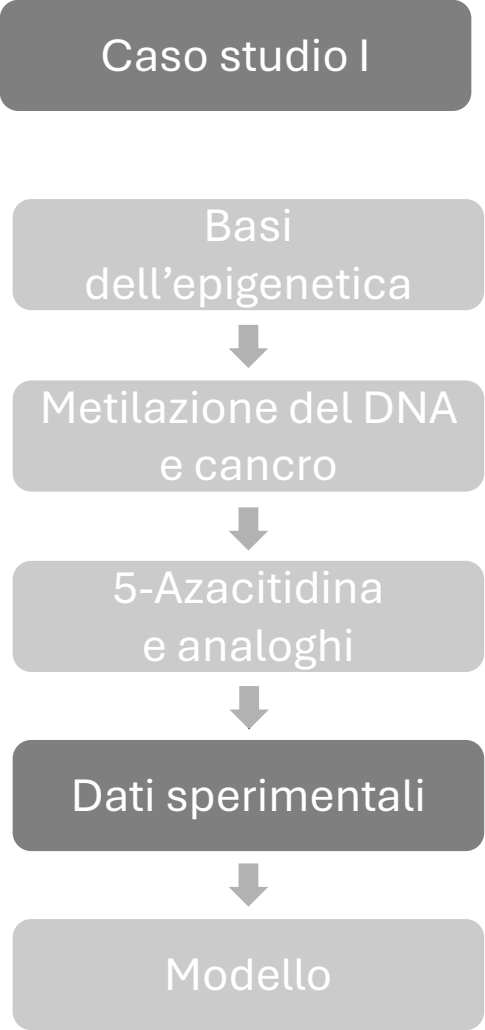 Caso studio I
Basi
dell’epigenetica
Metilazione del DNA
e cancro
5-Azacitidina
e analoghi
Dati sperimentali
Modello